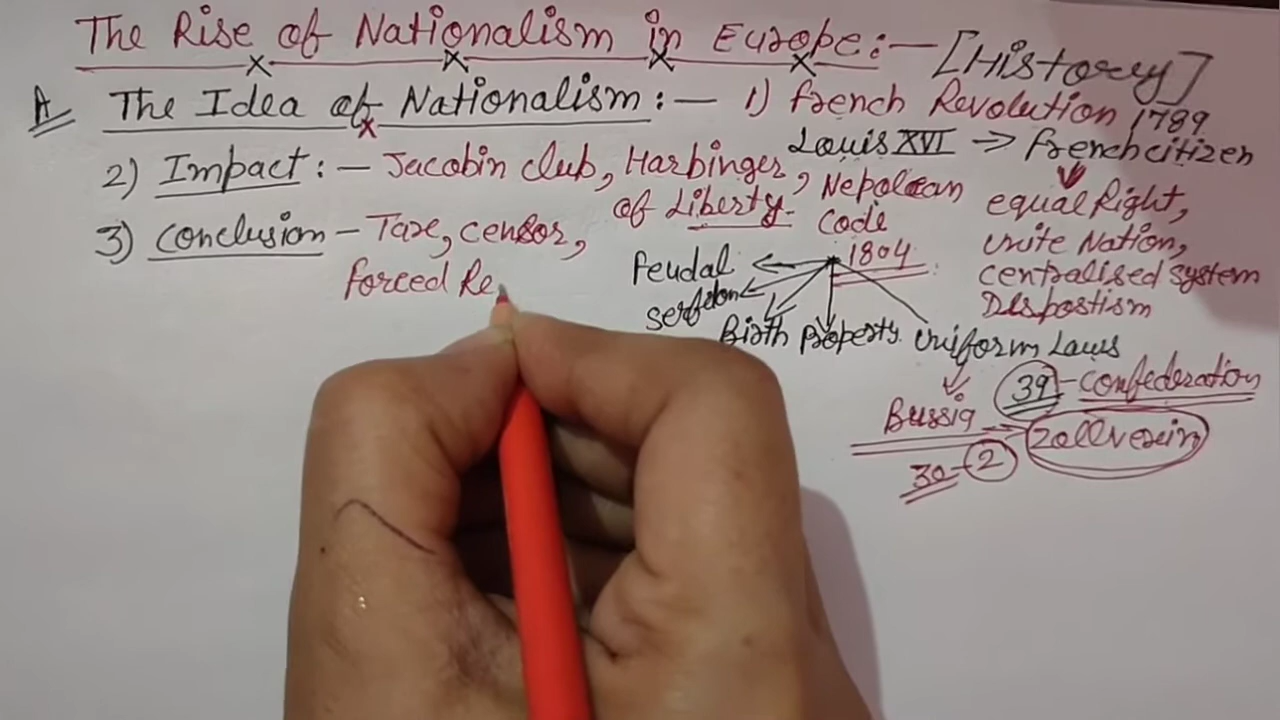 The Rise of Nationalism in Europe:— [History]
A The Idea of Nationalism:— 1) french Revolution 1789
Louis XVI → french citizen
equal Right,
unite Nation,
centralised system
Dispostism
2) Impact:— Jacobin club, Harbinger of Liberty, Nepolean Code
1804
feudal
serfdom
Birth
property
uniform Laws
3) conclusion – Taxe, censor,
forced Re
39 - confederation
Bussia → zollverein
30 - 2